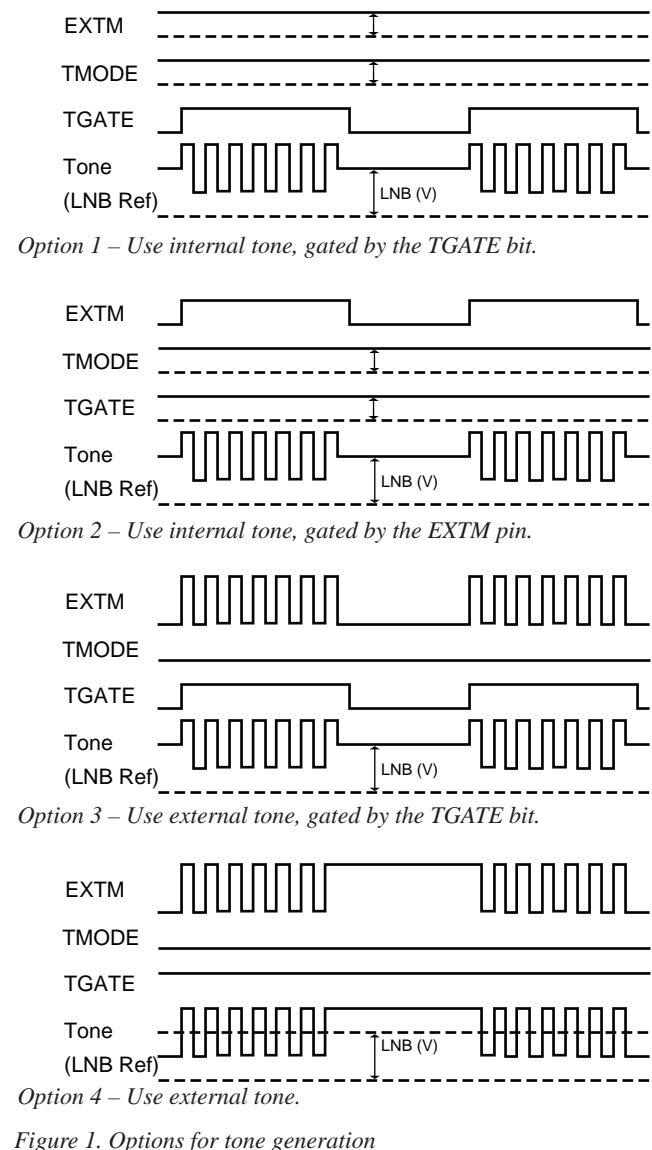 EXTM
TMODE
TGATE
Tone
(LNB Ref)
LNB (V)
Option 1 – Use internal tone, gated by the TGATE bit.
EXTM
TMODE
TGATE
Tone
(LNB Ref)
LNB (V)
Option 2 – Use internal tone, gated by the EXTM pin.
EXTM
TMODE
TGATE
Tone
(LNB Ref)
LNB (V)
Option 3 – Use external tone, gated by the TGATE bit.
EXTM
TMODE
TGATE
Tone
(LNB Ref)
LNB (V)
Option 4 – Use external tone.
Figure 1. Options for tone generation